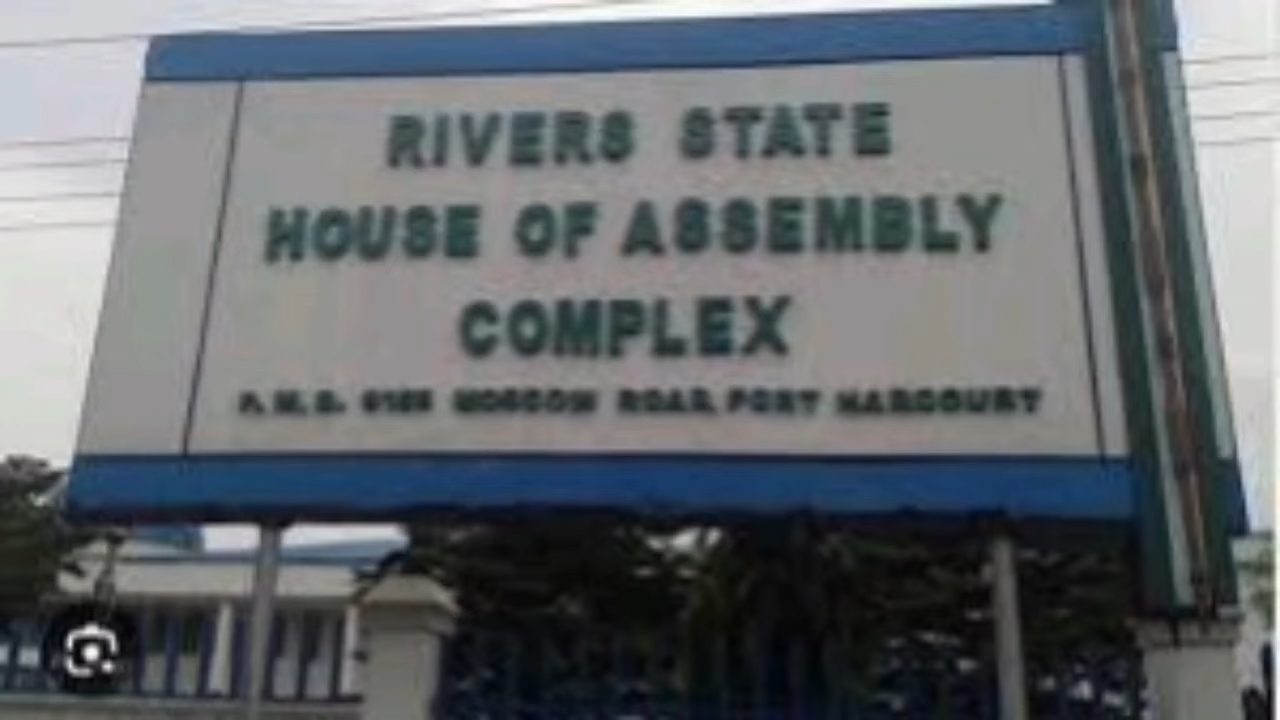 RIVERS STATE
HOUSE OF ASSEMBLY
COMPLEX
MOSCOW ROAD, PORT HARCOURT